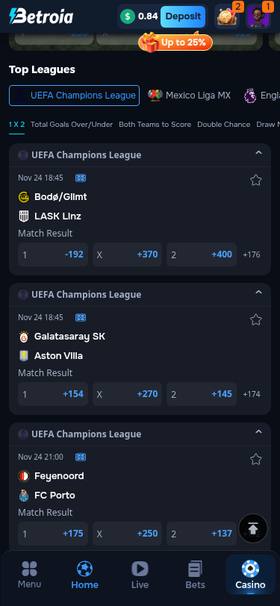 Betroia
$ 0.84 Deposit
2
1
Up to 25%
Top Leagues
UEFA Champions League
Mexico Liga MX
Engl
1 X 2 Total Goals Over/Under Both Teams to Score Double Chance Draw N
UEFA Champions League
Nov 24 18:45
Bodø/Glimt
LASK Linz
Match Result
1 -192 X +370 2 +400 +176
UEFA Champions League
Nov 24 18:45
Galatasaray SK
Aston Villa
Match Result
1 +154 X +270 2 +145 +174
UEFA Champions League
Nov 24 21:00
Feyenoord
FC Porto
Match Result
1 +175 X +250 2 +137
Menu Home Live Bets Casino